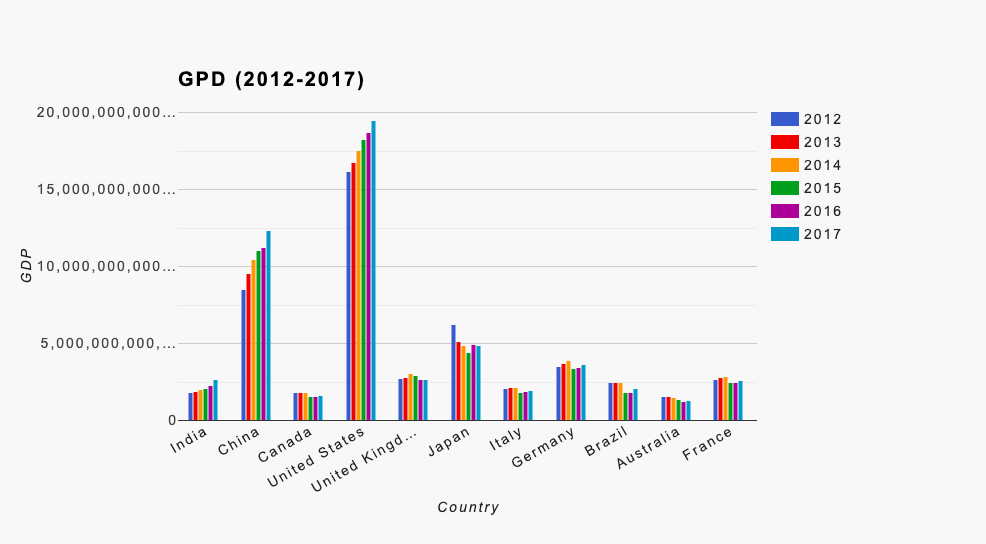 GPD (2012-2017)
20,000,000,000...
15,000,000,000...
10,000,000,000...
5,000,000,000,...
0
GDP
2012
2013
2014
2015
2016
2017
India
China
Canada
United States
United Kingd...
Japan
Italy
Germany
Brazil
Australia
France
Country